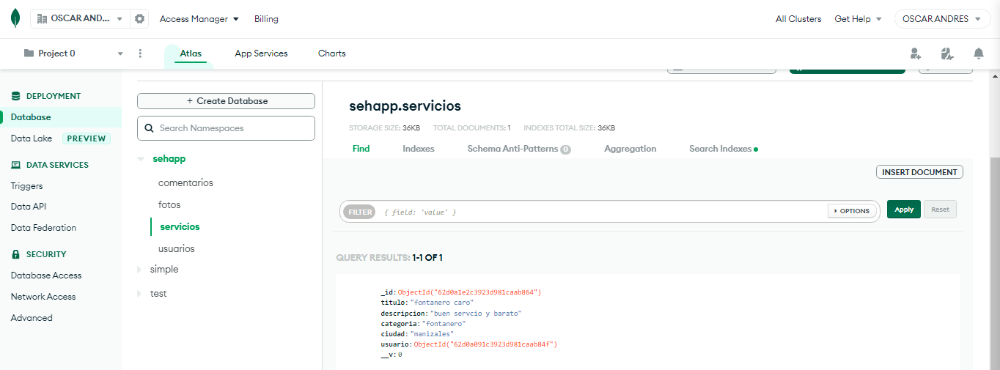 OSCAR AND... Access Manager Billing All Clusters Get Help OSCAR ANDRES
Project 0 Atlas App Services Charts
DEPLOYMENT
Database
Data Lake PREVIEW
DATA SERVICES
Triggers
Data API
Data Federation
SECURITY
Database Access
Network Access
Advanced
+ Create Database
Search Namespaces
sehapp
comentarios
fotos
servicios
usuarios
simple
test
sehapp.servicios
STORAGE SIZE: 36KB TOTAL DOCUMENTS: 1 INDEXES TOTAL SIZE: 36KB
Find Indexes Schema Anti-Patterns 0 Aggregation Search Indexes
INSERT DOCUMENT
FILTER { field: 'value' } OPTIONS Apply Reset
QUERY RESULTS: 1-1 OF 1
_id: ObjectId("62d0a1e2c3923d981caab864")
titulo: "fontanero caro"
descripcion: "buen servcio y barato"
categoria: "fontanero"
ciudad: "manizales"
usuario: ObjectId("62d0a091c3923d981caab84f")
__v: 0